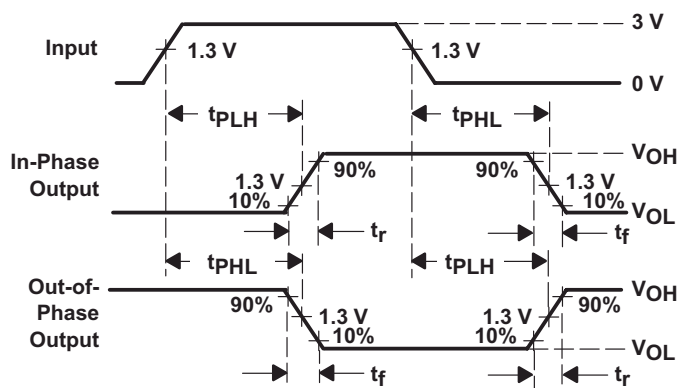 3 V
Input
1.3 V
1.3 V
0 V
tPLH
tPHL
In-Phase
Output
VOH
90%
90%
1.3 V
1.3 V
10%
10%
VOL
tr
tf
tPHL
tPLH
Out-of-
Phase
Output
VOH
90%
90%
1.3 V
1.3 V
10%
10%
VOL
tf
tr